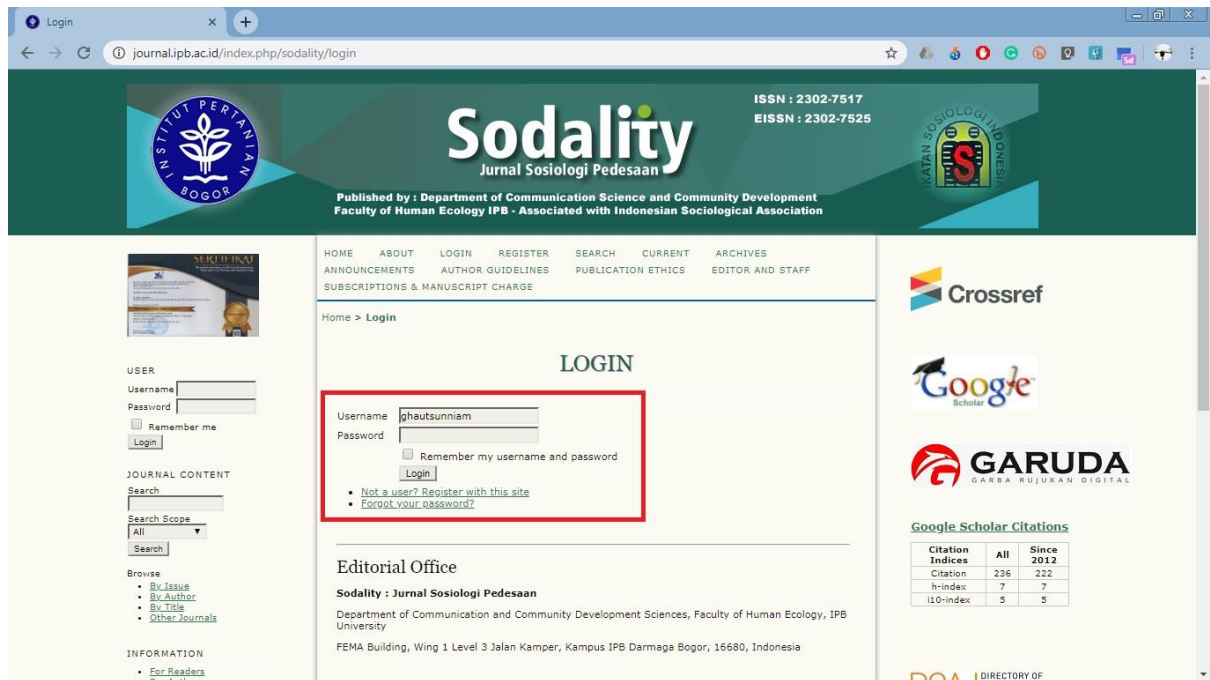 Login
journal.ipb.ac.id/index.php/sodality/login
5d
INSTITUT PERTANIAN
BOGOR
Sodality
Jurnal Sosiologi Pedesaan
ISSN : 2302-7517
EISSN : 2302-7525
IKATAN SOSIOLOGI INDONESIA
Published by : Department of Communication Science and Community Development
Faculty of Human Ecology IPB - Associated with Indonesian Sociological Association
SERTIFIKAT
USER
Username
Password
Remember me
Login
JOURNAL CONTENT
Search
Search Scope
All
Search
Browse
By Issue
By Author
By Title
Other Journals
INFORMATION
For Readers
HOME ABOUT LOGIN REGISTER SEARCH CURRENT ARCHIVES
ANNOUNCEMENTS AUTHOR GUIDELINES PUBLICATION ETHICS EDITOR AND STAFF
SUBSCRIPTIONS & MANUSCRIPT CHARGE
Home > Login
LOGIN
Username ghautsunniam
Password
Remember my username and password
Login
Not a user? Register with this site
Forgot your password?
Editorial Office
Sodality : Jurnal Sosiologi Pedesaan
Department of Communication and Community Development Sciences, Faculty of Human Ecology, IPB
University
FEMA Building, Wing 1 Level 3 Jalan Kamper, Kampus IPB Darmaga Bogor, 16680, Indonesia
Crossref
Google
Scholar
GARUDA
GARBA RUJUKAN DIGITAL
Google Scholar Citations
Citation Indices All Since 2012
Citation 236 222
h-index 7 7
i10-index 5 5
DIRECTORY OF